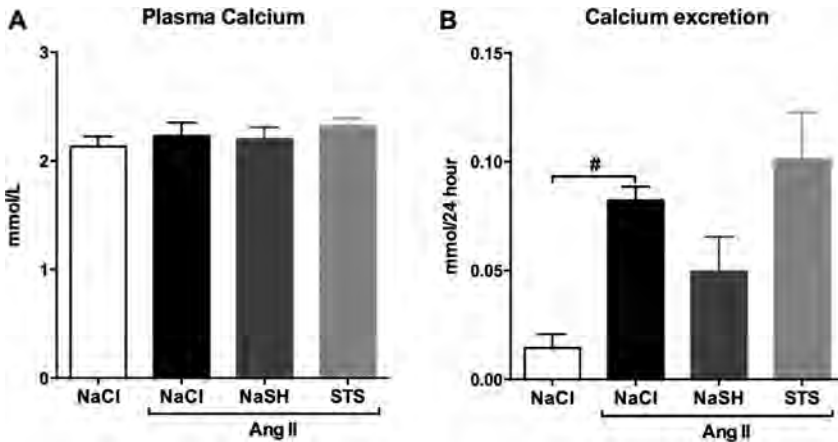 A
Plasma Calcium
mmol/L
3
2
1
0
NaCl
NaCl
NaSH
STS
Ang II
B
Calcium excretion
mmol/24 hour
0.15
0.10
0.05
0.00
#
NaCl
NaCl
NaSH
STS
Ang II